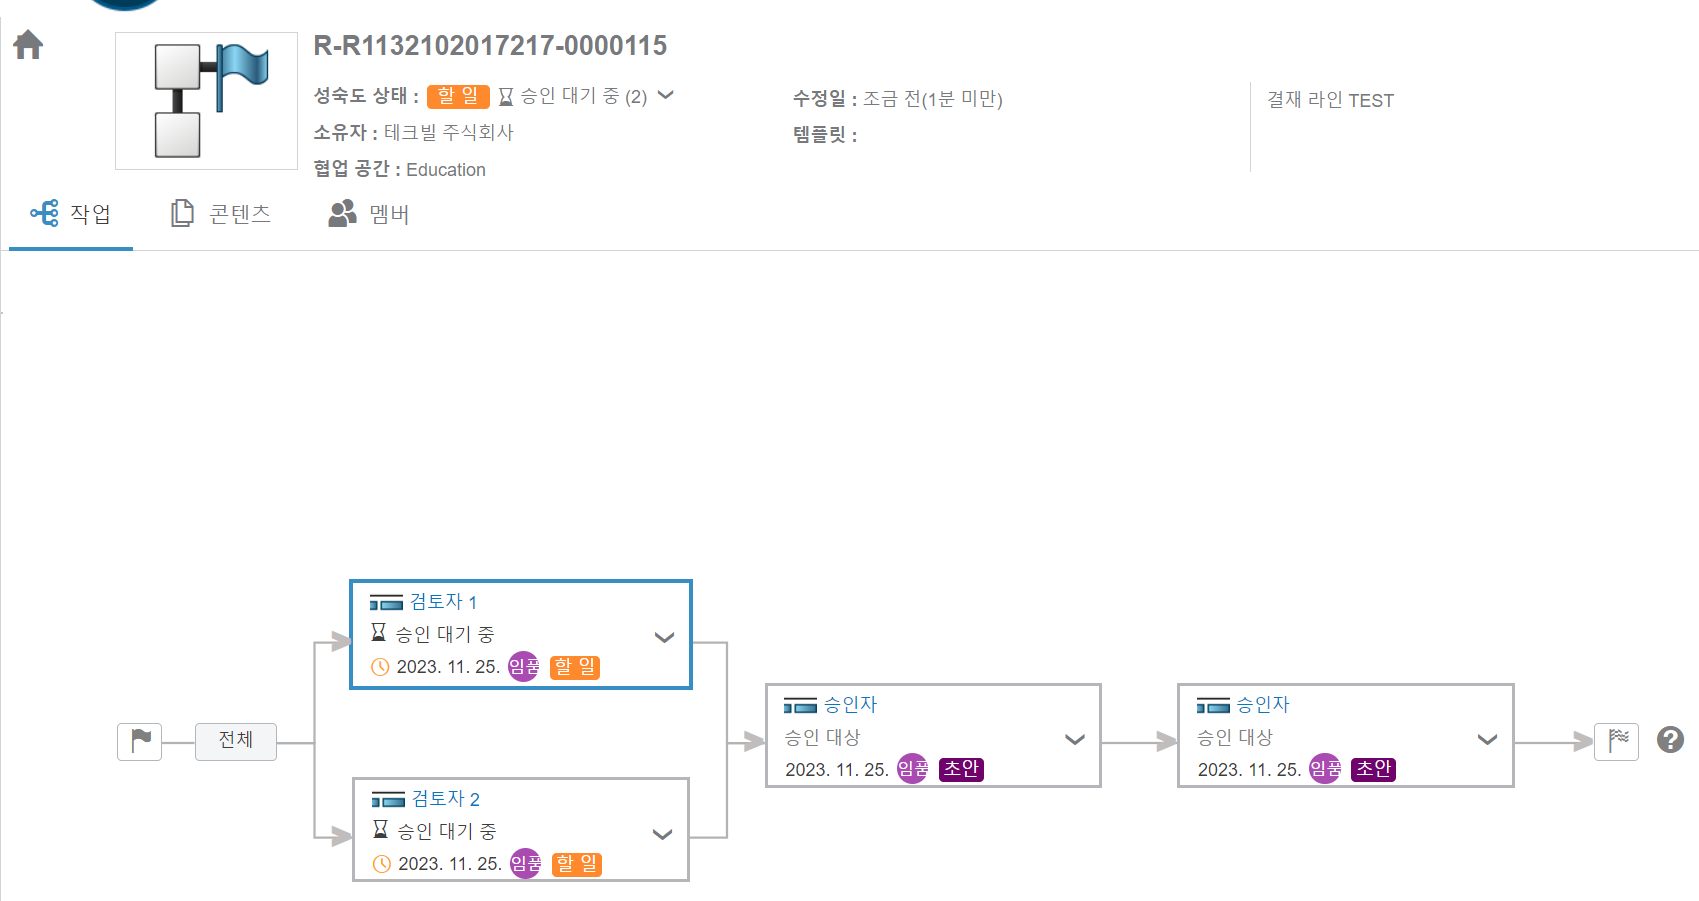 R-R1132102017217-0000115
성숙도 상태 : 할 일 승인 대기 중 (2)
소유자 : 테크빌 주식회사
협업 공간 : Education
수정일 : 조금 전(1분 미만)
템플릿 :
결재 라인 TEST
작업 콘텐츠 멤버
전체
검토자 1
승인 대기 중
2023. 11. 25. 임품 할 일
검토자 2
승인 대기 중
2023. 11. 25. 임품 할 일
승인자
승인 대상
2023. 11. 25. 임품 초안
승인자
승인 대상
2023. 11. 25. 임품 초안
?